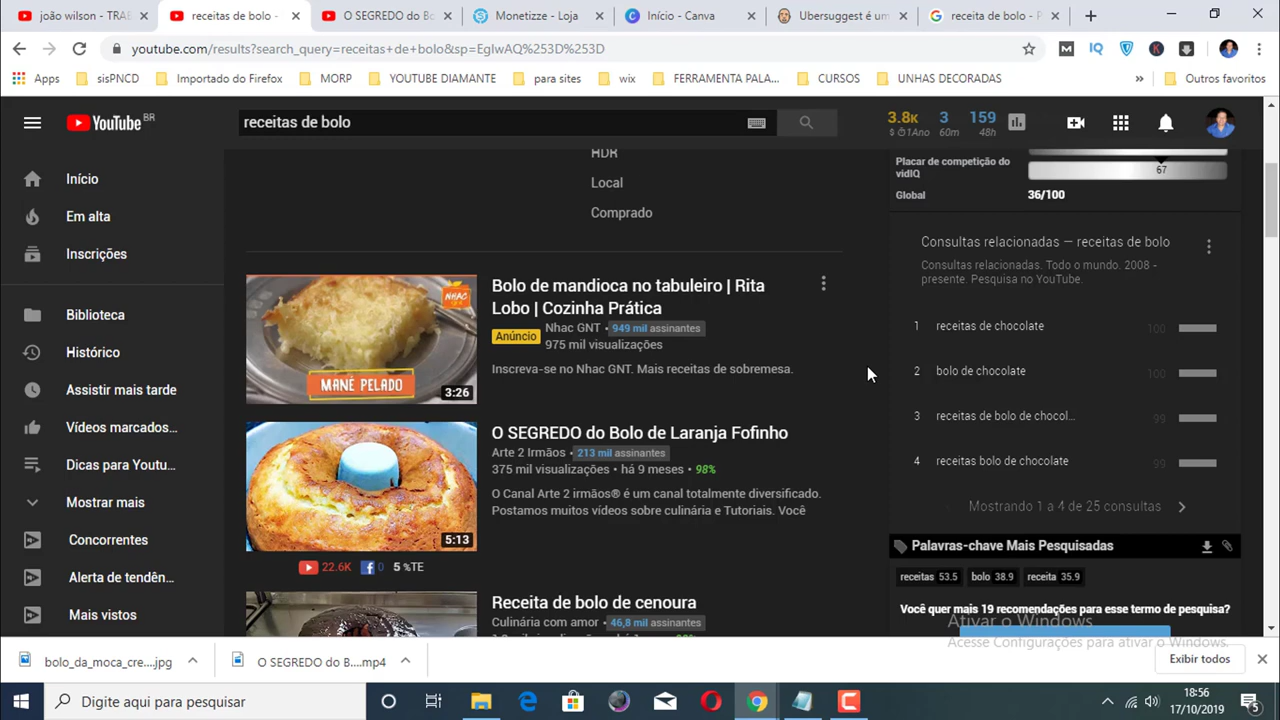 joão wilson - TRAB
receitas de bolo -
O SEGREDO do Bo
Monetizze - Loja
Início - Canva
Ubersuggest é um
receita de bolo - P
youtube.com/results?search_query=receitas+de+bolo&sp=EgIwAQ%253D%253D
Apps
sisPNCD
Importado do Firefox
MORP
YOUTUBE DIAMANTE
para sites
wix
FERRAMENTA PALA...
CURSOS
UNHAS DECORADAS
Outros favoritos
YouTube BR
receitas de bolo
3.8K 3 159
$ 1Ano 60m 48h
Início
Em alta
Inscrições
Biblioteca
Histórico
Assistir mais tarde
Vídeos marcados...
Dicas para Youtu...
Mostrar mais
Concorrentes
Alerta de tendên...
Mais vistos
HDR
Local
Comprado
Bolo de mandioca no tabuleiro | Rita
Lobo | Cozinha Prática
Anúncio
Nhac GNT • 949 mil assinantes
975 mil visualizações
Inscreva-se no Nhac GNT. Mais receitas de sobremesa.
NHAC
GNT
MANÉ PELADO
3:26
O SEGREDO do Bolo de Laranja Fofinho
Arte 2 Irmãos • 213 mil assinantes
375 mil visualizações • há 9 meses • 98%
O Canal Arte 2 irmãos® é um canal totalmente diversificado.
Postamos muitos vídeos sobre culinária e Tutoriais. Você
5:13
22.6K 0 5 %TE
Receita de bolo de cenoura
Culinária com amor • 46,8 mil assinantes
Placar de competição do
vidIQ
67
Global 36/100
Consultas relacionadas — receitas de bolo
Consultas relacionadas. Todo o mundo. 2008 -
presente. Pesquisa no YouTube.
1 receitas de chocolate 100
2 bolo de chocolate 100
3 receitas de bolo de chocol... 99
4 receitas bolo de chocolate 99
Mostrando 1 a 4 de 25 consultas
Palavras-chave Mais Pesquisadas
receitas 53.5 bolo 38.9 receita 35.9
Você quer mais 19 recomendações para esse termo de pesquisa?
Ativar o Windows
Acesse Configurações para ativar o Windows.
bolo_da_moca_cre....jpg
O SEGREDO do B....mp4
Exibir todos
Digite aqui para pesquisar
18:56
17/10/2019
5